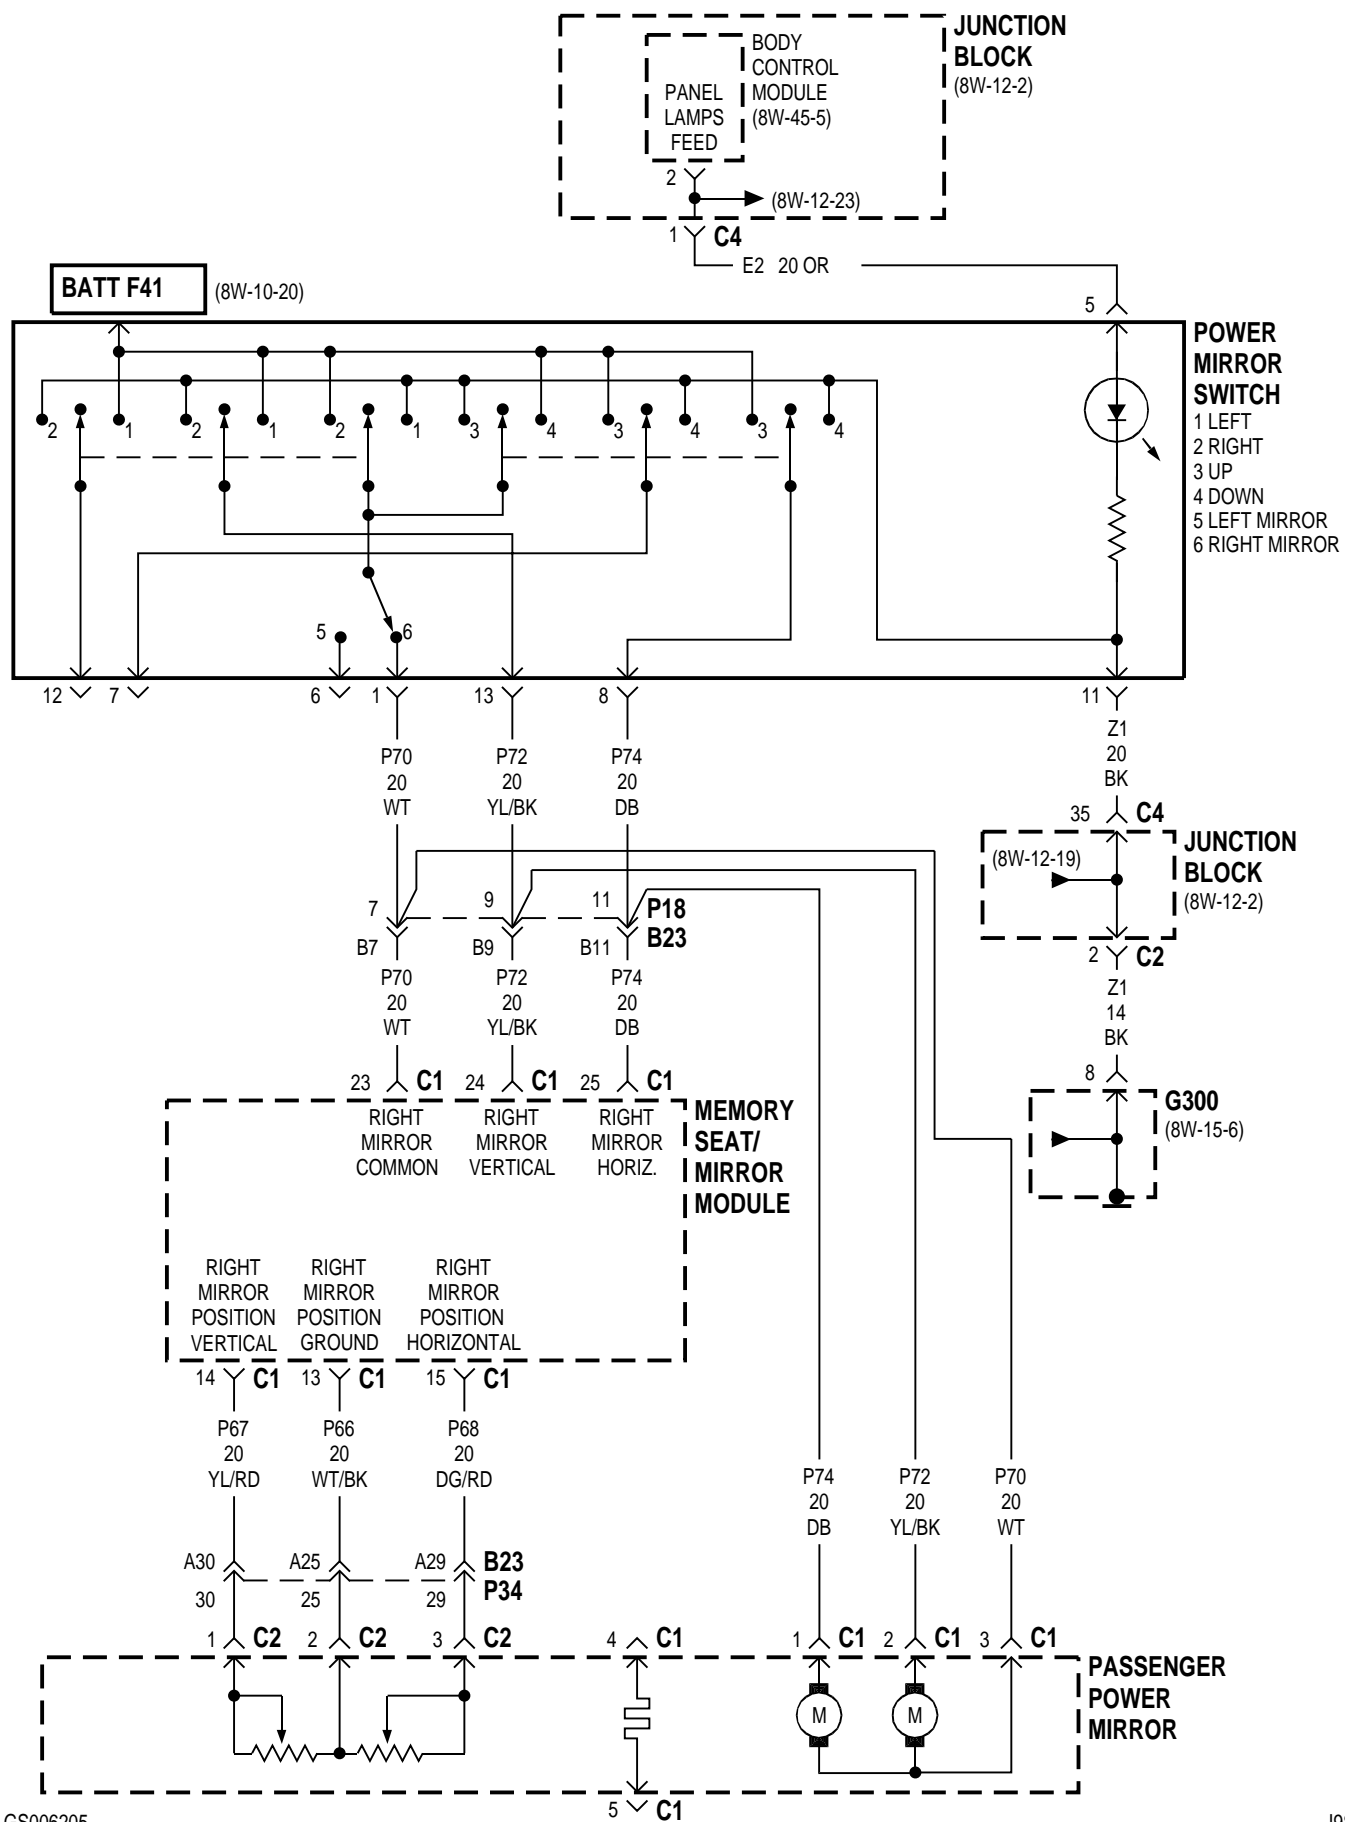 JUNCTION
BLOCK
(8W-12-2)
BODY
CONTROL
MODULE
(8W-45-5)
PANEL
LAMPS
FEED
2
(8W-12-23)
1 C4
E2 20 OR
BATT F41 (8W-10-20)
5
POWER
MIRROR
SWITCH
1 LEFT
2 RIGHT
3 UP
4 DOWN
5 LEFT MIRROR
6 RIGHT MIRROR
2 1 2 1 2 1 3 4 3 4 3 4
5 6
12 7 6 1 13 8 11
P70 P72 P74
20 20 20
WT YL/BK DB
Z1
20
BK
35 C4
(8W-12-19)
JUNCTION
BLOCK
(8W-12-2)
7 9 11 P18
B7 B9 B11 B23
2 C2
P70 P72 P74
20 20 20
WT YL/BK DB
Z1
14
BK
23 C1 24 C1 25 C1
8
G300
(8W-15-6)
MEMORY
SEAT/
MIRROR
MODULE
RIGHT RIGHT RIGHT
MIRROR MIRROR MIRROR
COMMON VERTICAL HORIZ.
RIGHT RIGHT RIGHT
MIRROR MIRROR MIRROR
POSITION POSITION POSITION
VERTICAL GROUND HORIZONTAL
14 C1 13 C1 15 C1
P67 P66 P68
20 20 20
YL/RD WT/BK DG/RD
P74 P72 P70
20 20 20
DB YL/BK WT
A30 A25 A29 B23
30 25 29 P34
1 C2 2 C2 3 C2 4 C1 1 C1 2 C1 3 C1
PASSENGER
POWER
MIRROR
M M
5 C1